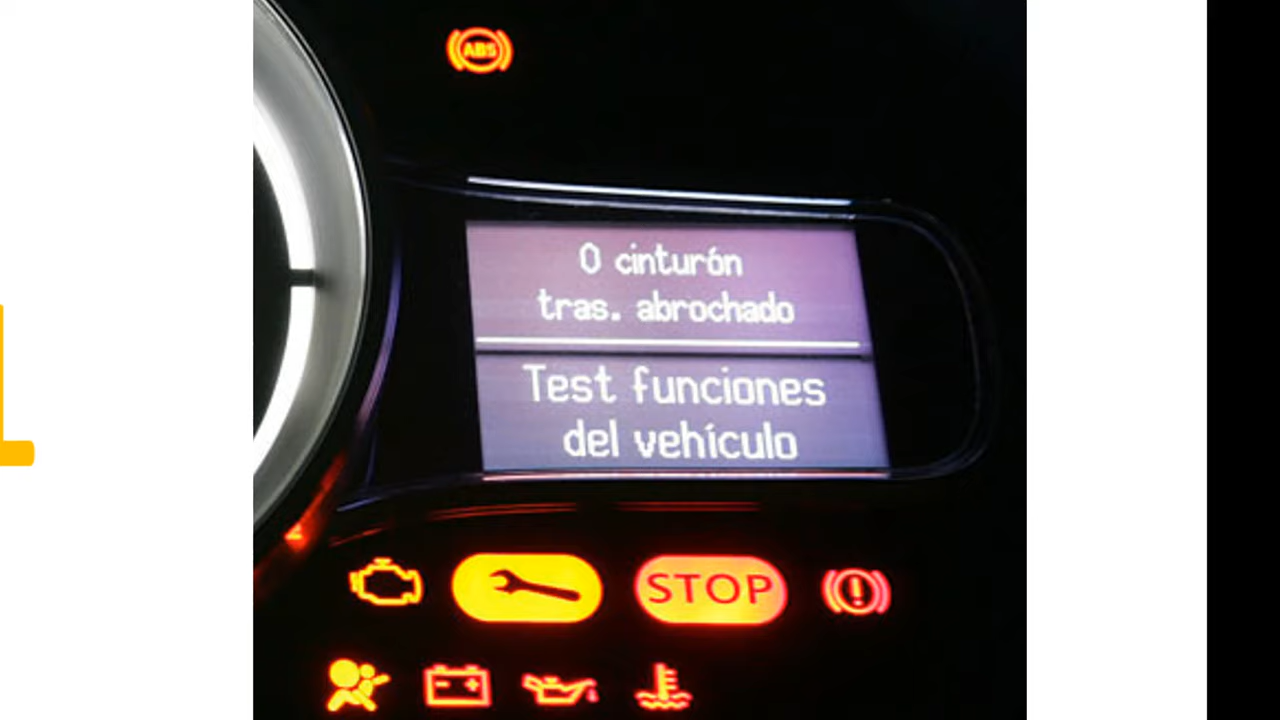 ABS
0 cinturón
tras. abrochado
Test funciones
del vehículo
STOP